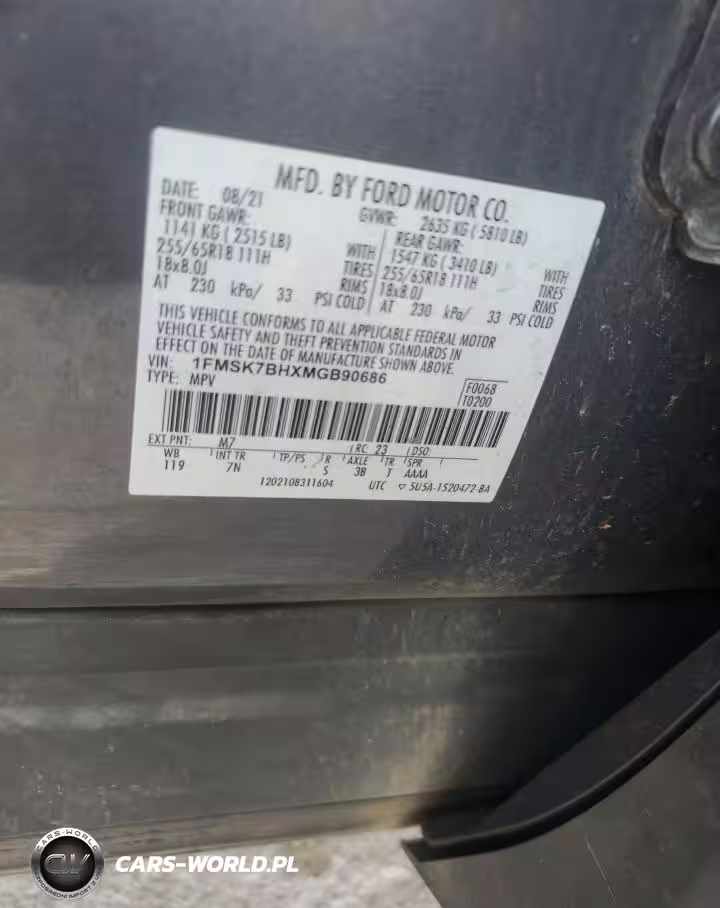 MFD. BY FORD MOTOR CO.
DATE: 08/21 GVWR: 2635 KG ( 5810 LB)
FRONT GAWR: REAR GAWR:
1141 KG ( 2515 LB) WITH 1547 KG ( 3410 LB) WITH
255/65R18 111H TIRES 255/65R18 111H TIRES
18x8.0J RIMS 18x8.0J RIMS
AT 230 kPa/ 33 PSI COLD AT 230 kPa/ 33 PSI COLD
THIS VEHICLE CONFORMS TO ALL APPLICABLE FEDERAL MOTOR
VEHICLE SAFETY AND THEFT PREVENTION STANDARDS IN
EFFECT ON THE DATE OF MANUFACTURE SHOWN ABOVE.
VIN: 1FMSK7BHXMGB90686
TYPE: MPV
F0068
T0200
EXT PNT: M7 RC: 23 DSO:
WB INT TR TP/PS R AXLE TR SPR
119 7N S 3B T AAAA
120210831604 UTC ▽ 5U5A-1520472-BA
CARS-WORLD
CARS-WORLD.PL